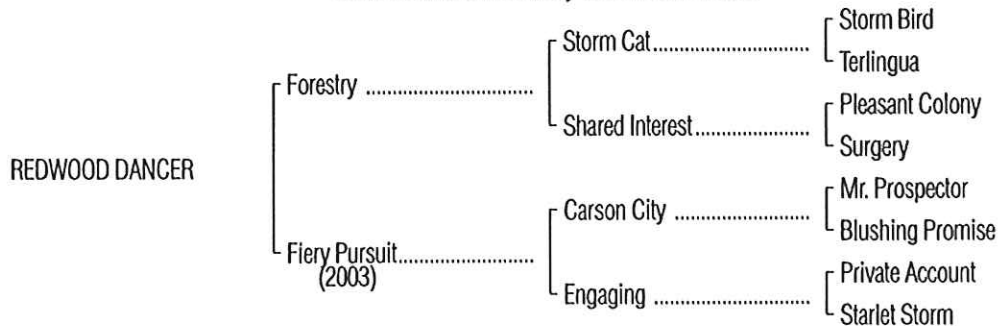 Storm Bird
Storm Cat
Terlingua
Forestry
Pleasant Colony
Shared Interest
Surgery
REDWOOD DANCER
Mr. Prospector
Carson City
Blushing Promise
Fiery Pursuit
(2003)
Private Account
Engaging
Starlet Storm